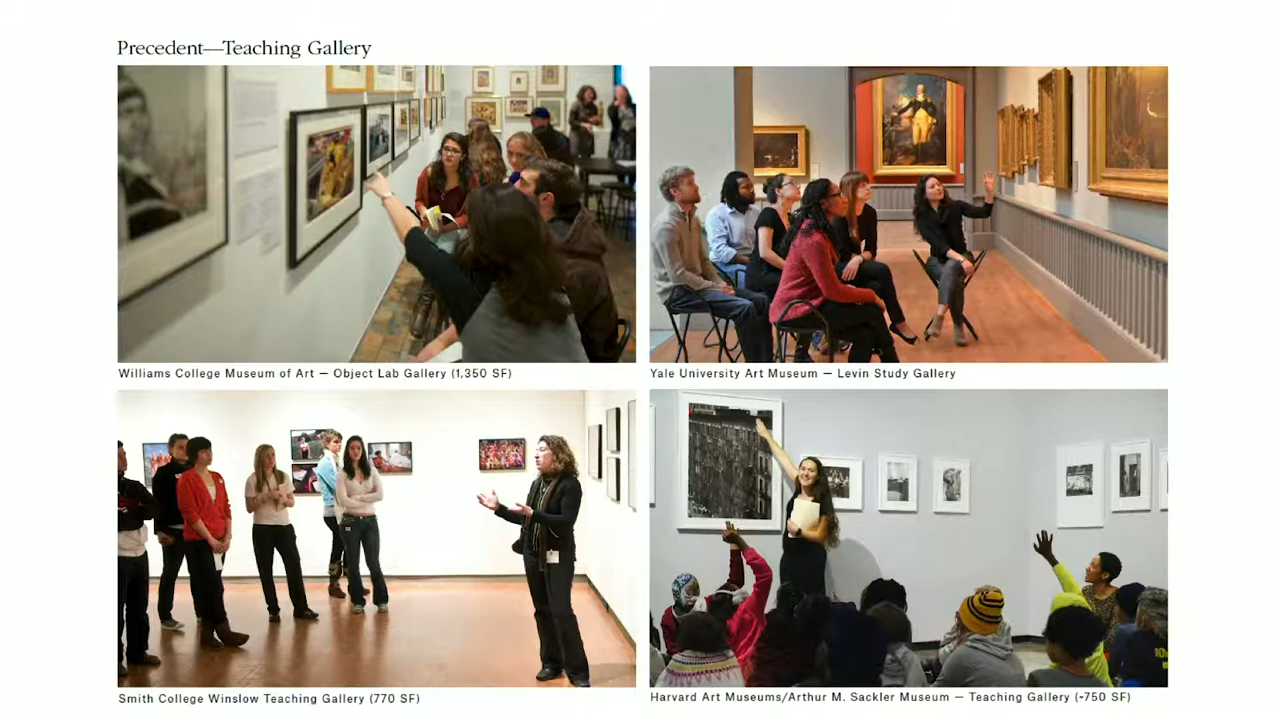 Precedent—Teaching Gallery
Williams College Museum of Art — Object Lab Gallery (1,350 SF)
Yale University Art Museum — Levin Study Gallery
Smith College Winslow Teaching Gallery (770 SF)
Harvard Art Museums/Arthur M. Sackler Museum — Teaching Gallery (~750 SF)